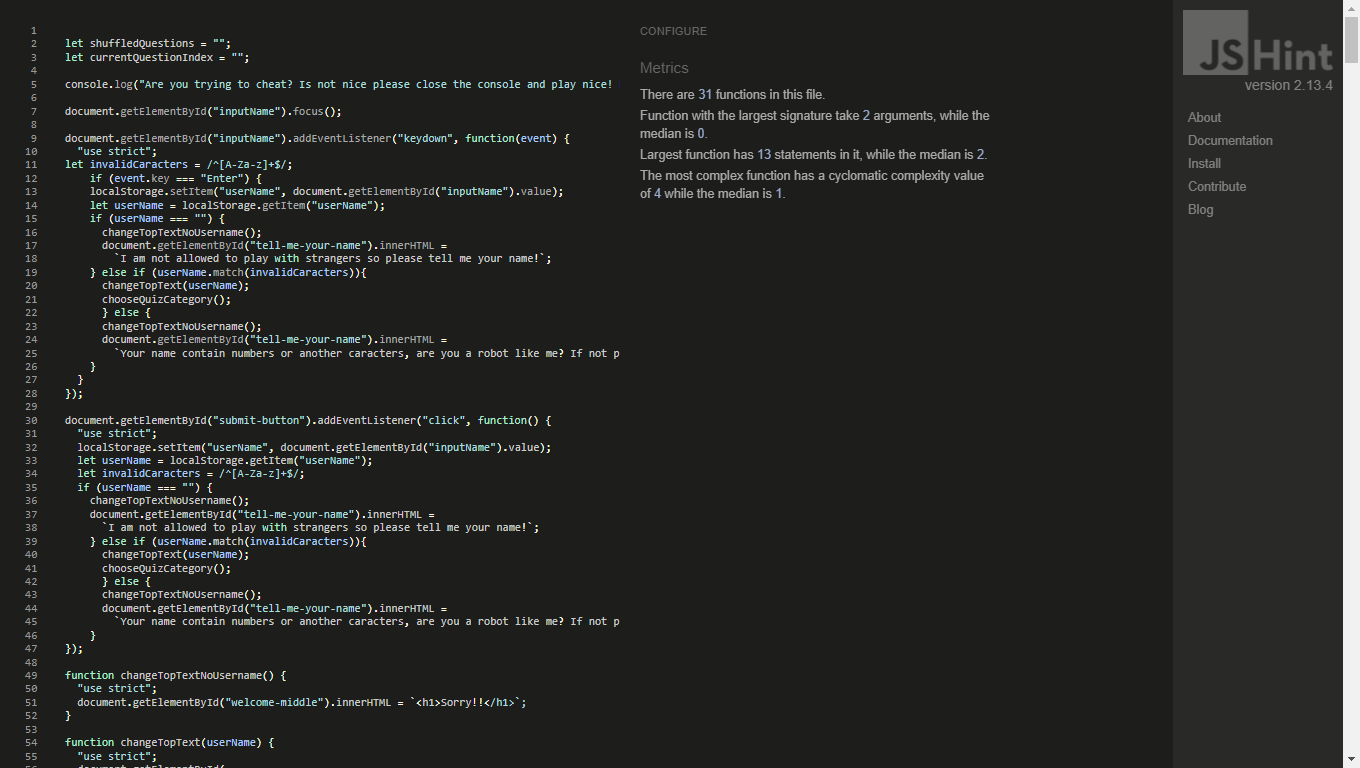 1
2 let shuffledQuestions = "";
3 let currentQuestionIndex = "";
4
5 console.log("Are you trying to cheat? Is not nice please close the console and play nice!
6
7 document.getElementById("inputName").focus();
8
9 document.getElementById("inputName").addEventListener("keydown", function(event) {
10 "use strict";
11 let invalidCaracters = /^[A-Za-z]+$/;
12 if (event.key === "Enter") {
13 localStorage.setItem("userName", document.getElementById("inputName").value);
14 let userName = localStorage.getItem("userName");
15 if (userName === "") {
16 changeTopTextNoUsername();
17 document.getElementById("tell-me-your-name").innerHTML =
18 `I am not allowed to play with strangers so please tell me your name!`;
19 } else if (userName.match(invalidCaracters)){
20 changeTopText(userName);
21 chooseQuizCategory();
22 } else {
23 changeTopTextNoUsername();
24 document.getElementById("tell-me-your-name").innerHTML =
25 `Your name contain numbers or another caracters, are you a robot like me? If not p
26 }
27 }
28 });
29
30 document.getElementById("submit-button").addEventListener("click", function() {
31 "use strict";
32 localStorage.setItem("userName", document.getElementById("inputName").value);
33 let userName = localStorage.getItem("userName");
34 let invalidCaracters = /^[A-Za-z]+$/;
35 if (userName === "") {
36 changeTopTextNoUsername();
37 document.getElementById("tell-me-your-name").innerHTML =
38 `I am not allowed to play with strangers so please tell me your name!`;
39 } else if (userName.match(invalidCaracters)){
40 changeTopText(userName);
41 chooseQuizCategory();
42 } else {
43 changeTopTextNoUsername();
44 document.getElementById("tell-me-your-name").innerHTML =
45 `Your name contain numbers or another caracters, are you a robot like me? If not p
46 }
47 });
48
49 function changeTopTextNoUsername() {
50 "use strict";
51 document.getElementById("welcome-middle").innerHTML = `<h1>Sorry!!</h1>`;
52 }
53
54 function changeTopText(userName) {
55 "use strict";
CONFIGURE
Metrics
There are 31 functions in this file.
Function with the largest signature take 2 arguments, while the
median is 0.
Largest function has 13 statements in it, while the median is 2.
The most complex function has a cyclomatic complexity value
of 4 while the median is 1.
JSHint
version 2.13.4
About
Documentation
Install
Contribute
Blog